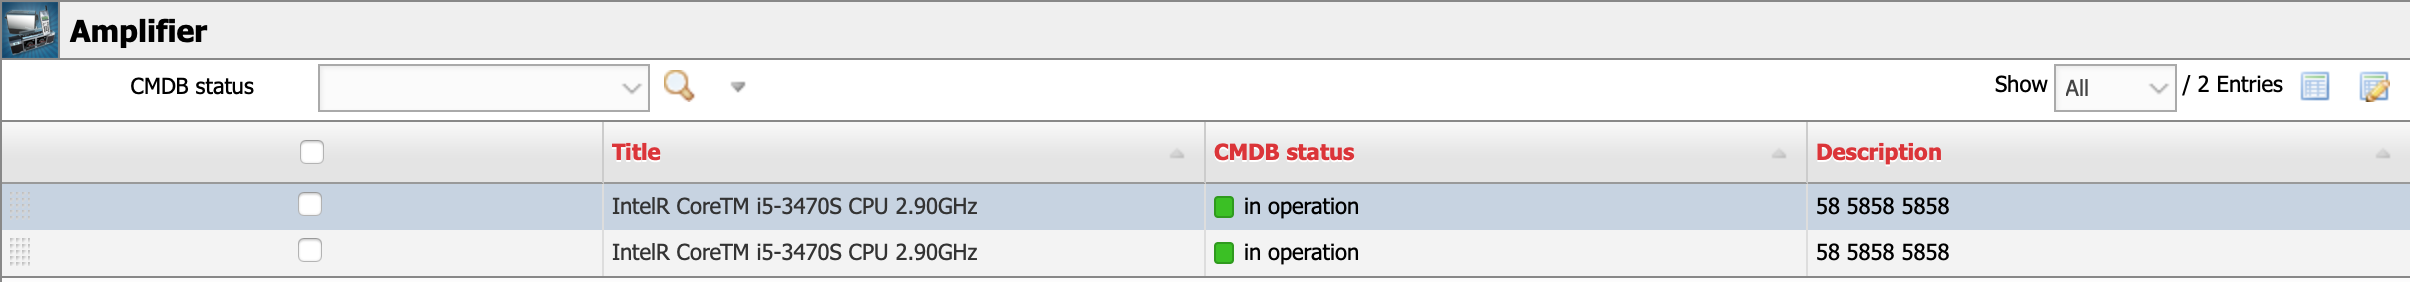 Amplifier
CMDB status Show All / 2 Entries
Title CMDB status Description
IntelR CoreTM i5-3470S CPU 2.90GHz in operation 58 5858 5858
IntelR CoreTM i5-3470S CPU 2.90GHz in operation 58 5858 5858